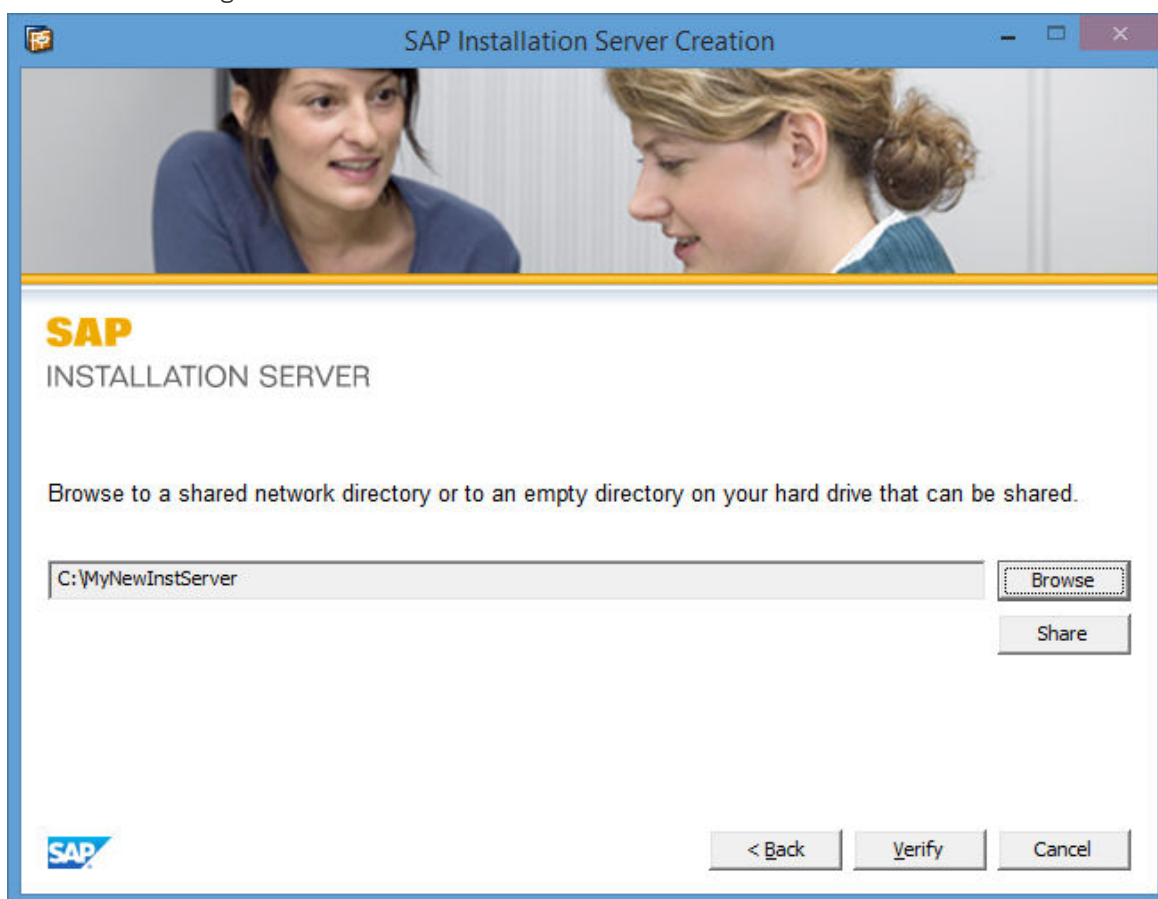 SAP Installation Server Creation
SAP
INSTALLATION SERVER
Browse to a shared network directory or to an empty directory on your hard drive that can be shared.
C:\MyNewInstServer
Browse
Share
SAP
< Back
Verify
Cancel